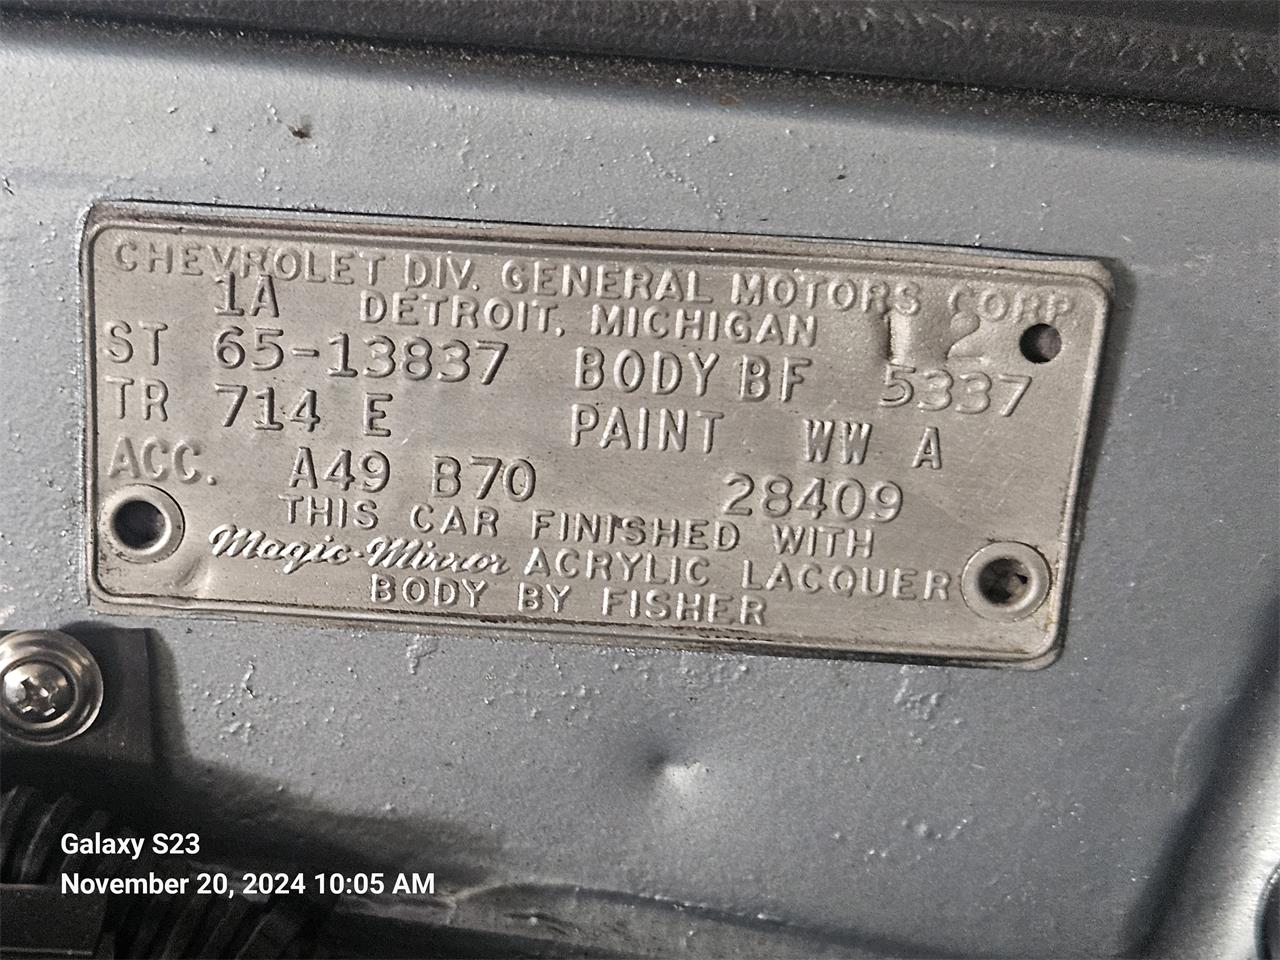 CHEVROLET DIV. GENERAL MOTORS CORP
1A DETROIT, MICHIGAN 12
ST 65-13837 BODY BF 5337
TR 714 E PAINT WW A
ACC. A49 B70 28409
THIS CAR FINISHED WITH
Magic-Mirror ACRYLIC LACQUER
BODY BY FISHER
Galaxy S23
November 20, 2024 10:05 AM